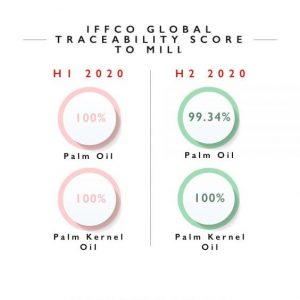 IFFCO GLOBAL
TRACEABILITY SCORE
TO MILL
H1 2020
H2 2020
100%
99.34%
Palm Oil
Palm Oil
100%
100%
Palm Kernel
Oil
Palm Kernel
Oil